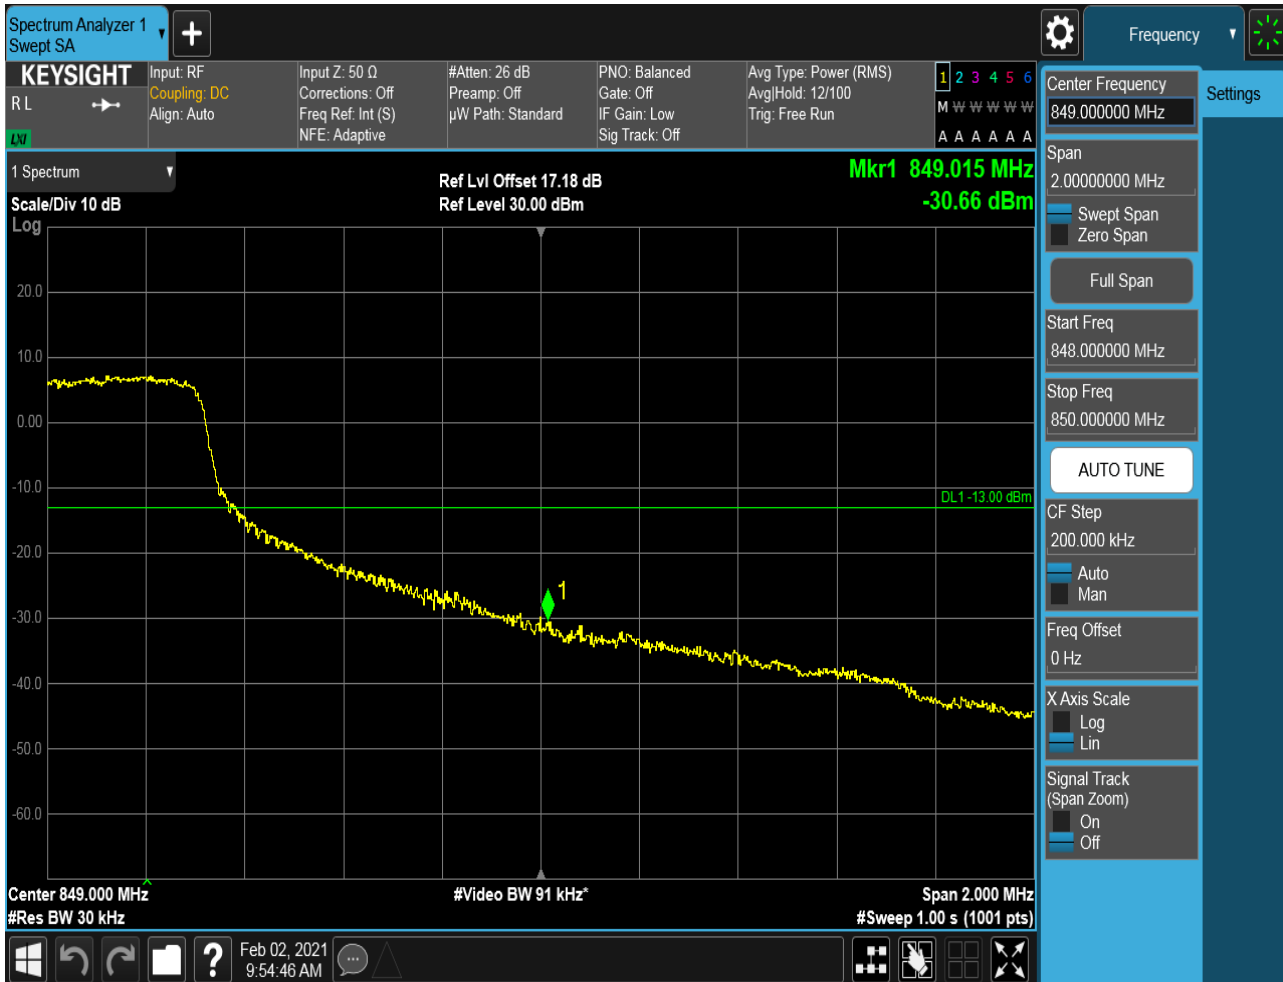 Spectrum Analyzer 1
Swept SA
Frequency
KEYSIGHT
R L
LXI
Input: RF
Coupling: DC
Align: Auto
Input Z: 50 Ω
Corrections: Off
Freq Ref: Int (S)
NFE: Adaptive
#Atten: 26 dB
Preamp: Off
µW Path: Standard
PNO: Balanced
Gate: Off
IF Gain: Low
Sig Track: Off
Avg Type: Power (RMS)
Avg|Hold: 12/100
Trig: Free Run
1 2 3 4 5 6
M W W W W W
A A A A A A
1 Spectrum
Scale/Div 10 dB
Log
Ref Lvl Offset 17.18 dB
Ref Level 30.00 dBm
Mkr1 849.015 MHz
-30.66 dBm
20.0
10.0
0.00
-10.0
DL1 -13.00 dBm
-20.0
1
-30.0
-40.0
-50.0
-60.0
Center 849.000 MHz
#Video BW 91 kHz*
Span 2.000 MHz
#Res BW 30 kHz
#Sweep 1.00 s (1001 pts)
?
Feb 02, 2021
9:54:46 AM
Center Frequency
849.000000 MHz
Span
2.00000000 MHz
Swept Span
Zero Span
Full Span
Start Freq
848.000000 MHz
Stop Freq
850.000000 MHz
AUTO TUNE
CF Step
200.000 kHz
Auto
Man
Freq Offset
0 Hz
X Axis Scale
Log
Lin
Signal Track
(Span Zoom)
On
Off
Settings